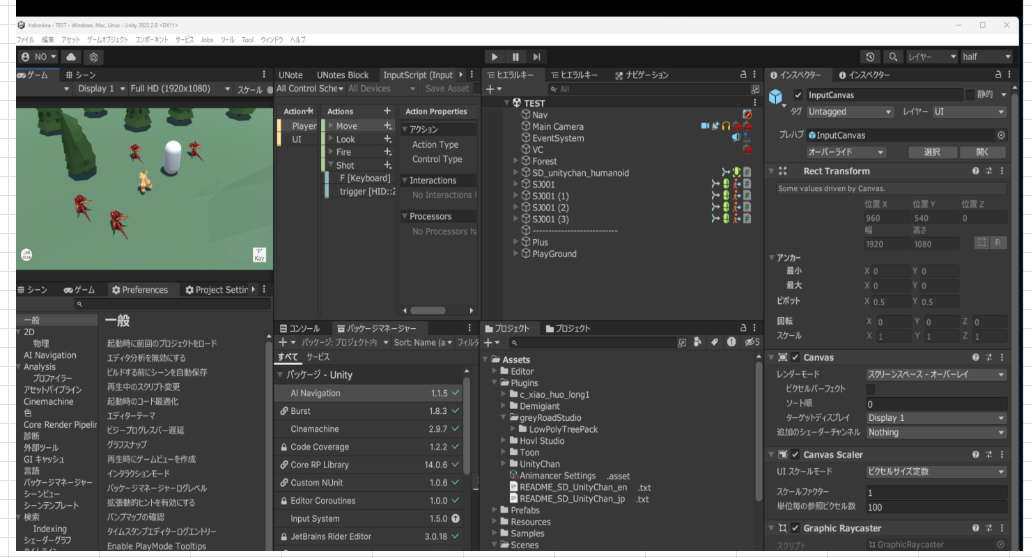 hakoniwa - TEST - Windows, Mac, Linux - Unity 2022.2.9 <DX11>
ファイル 編集 アセット ゲームオブジェクト コンポーネント サービス Jobs ツール Tool ウィンドウ ヘルプ
NO
レイヤー half
ゲーム シーン
Display 1 Full HD (1920x1080) スケール
Key
シーン ゲーム Preferences Project Settin
一般
2D
物理
AI Navigation
Analysis
プロファイラー
アセットパイプライン
Cinemachine
色
Core Render Pipelin
診断
外部ツール
GI キャッシュ
言語
パッケージマネージャー
シーンビュー
シーンテンプレート
検索
Indexing
シェーダーグラフ
タイムライン
一般
起動時に前回のプロジェクトをロード
エディタ分析を無効にする
ビルドする前にシーンを自動保存
再生中のスクリプト変更
起動時のコード最適化
エディターテーマ
ビジープログレスバー遅延
グラフスナップ
再生時にゲームビューを作成
インタラクションモード
パッケージマネージャーログレベル
拡張動的ヒントを有効にする
バンプマップの確認
タイムスタンプエディターログエントリー
Enable PlayMode Tooltips
UNote UNotes Block InputScript (Input
All Control Sche All Devices Save Asset
Action M
Player
UI
Actions
Move
Look
Fire
Shot
F [Keyboard]
trigger [HID::2
Action Properties
アクション
Action Type
Control Type
Interactions
No Interactions
Processors
No Processors ha
コンソール パッケージマネージャー
パッケージ: プロジェクト内 Sort: Name (a フィルタ
すべて サービス
パッケージ - Unity
AI Navigation 1.1.5
Burst 1.8.3
Cinemachine 2.9.7
Code Coverage 1.2.2
Core RP Library 14.0.6
Custom NUnit 1.0.6
Editor Coroutines 1.0.0
Input System 1.5.0
JetBrains Rider Editor 3.0.18
ヒエラルキー ヒエラルキー ナビゲーション
All
TEST
Nav
Main Camera
EventSystem
VC
Forest
SD_unitychan_humanoid
SJ001
SJ001 (1)
SJ001 (2)
SJ001 (3)
--------------------------
Plus
PlayGround
プロジェクト プロジェクト
5
Assets
Editor
Plugins
c_xiao_huo_long1
Demigiant
greyRoadStudio
LowPolyTreePack
Hovl Studio
Toon
UnityChan
Animancer Settings .asset
README_SD_UnityChan_en .txt
README_SD_UnityChan_jp .txt
Prefabs
Resources
Samples
Scenes
インスペクター インスペクター
InputCanvas 静的
タグ Untagged レイヤー UI
プレハブ InputCanvas
オーバーライド 選択 開く
Rect Transform
Some values driven by Canvas.
位置 X 位置 Y 位置 Z
960 540 0
幅 高さ
1920 1080 R
アンカー
最小 X 0 Y 0
最大 X 0 Y 0
ピボット X 0.5 Y 0.5
回転 X 0 Y 0 Z 0
スケール X 1 Y 1 Z 1
Canvas
レンダーモード スクリーンスペース - オーバーレイ
ピクセルパーフェクト
ソート順 0
ターゲットディスプレイ Display 1
追加のシェーダーチャンネル Nothing
Canvas Scaler
UI スケールモード ピクセルサイズ定数
スケールファクター 1
単位毎の参照ピクセル数 100
Graphic Raycaster
スクリプト GraphicRaycaster